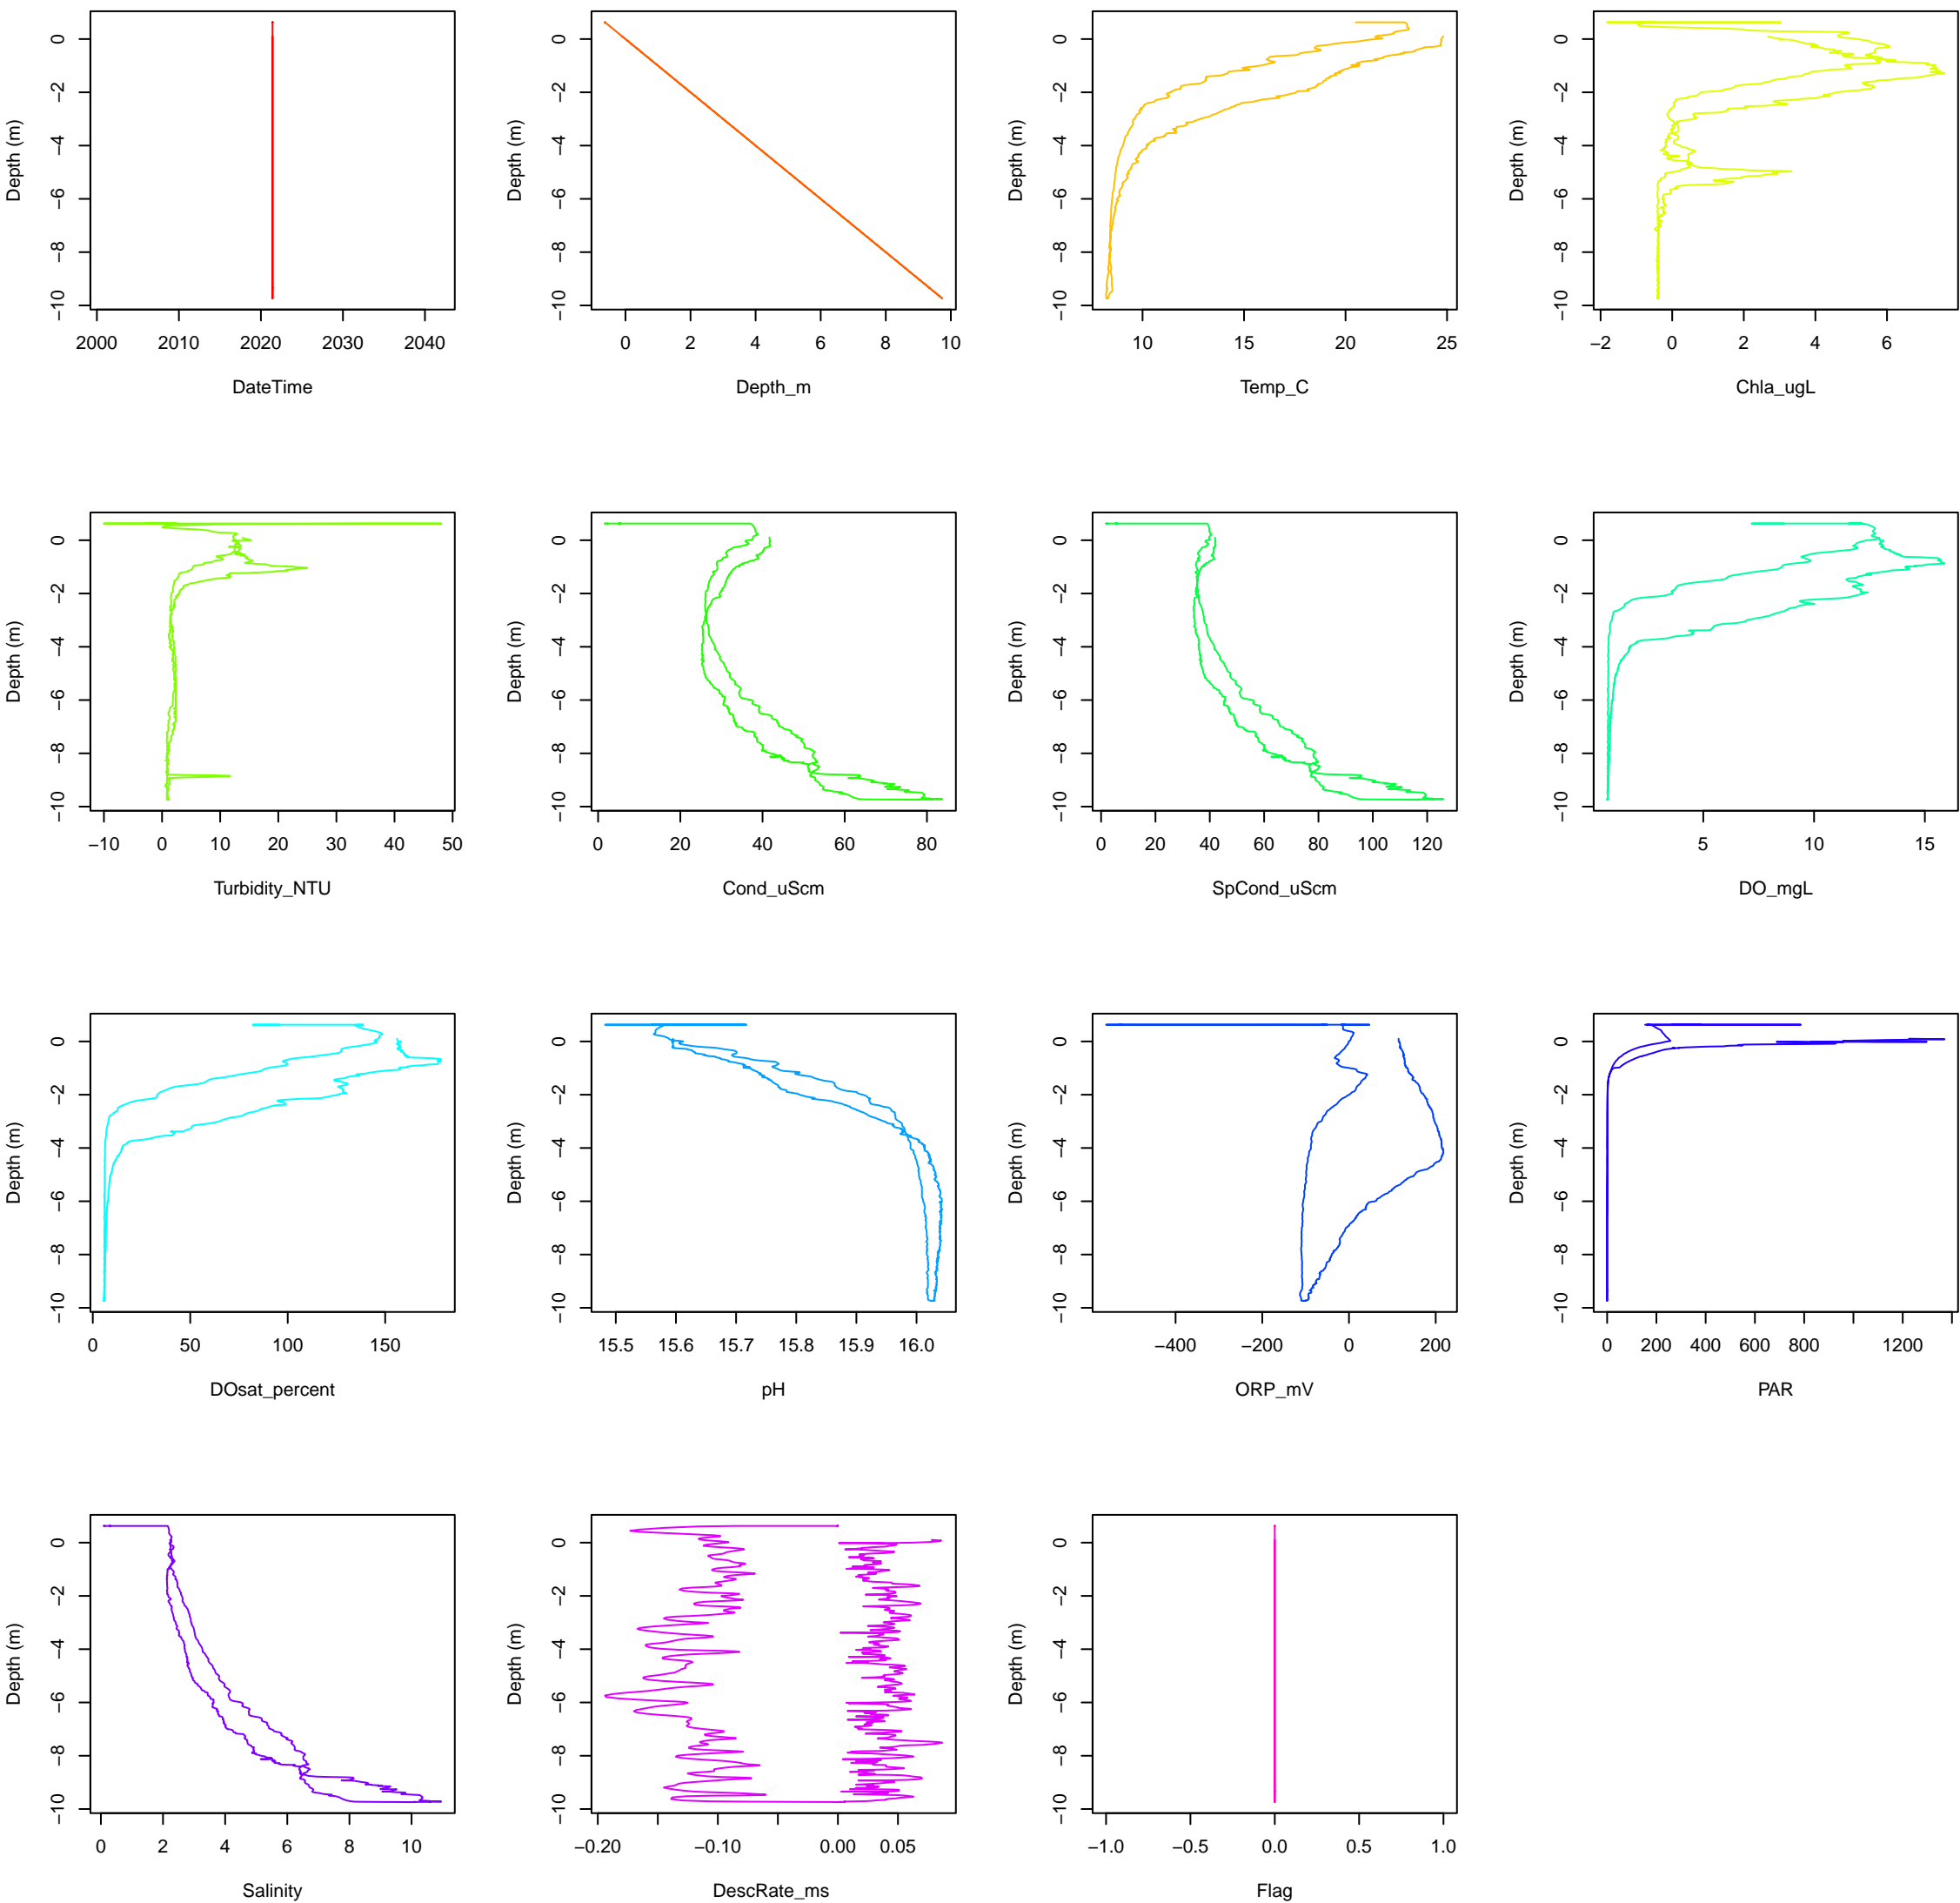 Depth (m)
0
−2
−4
−6
−8
−10
2000 2010 2020 2030 2040
DateTime
Depth (m)
0
−2
−4
−6
−8
−10
0 2 4 6 8 10
Depth_m
Depth (m)
0
−2
−4
−6
−8
−10
10 15 20 25
Temp_C
Depth (m)
0
−2
−4
−6
−8
−10
−2 0 2 4 6
Chla_ugL
Depth (m)
0
−2
−4
−6
−8
−10
−10 0 10 20 30 40 50
Turbidity_NTU
Depth (m)
0
−2
−4
−6
−8
−10
0 20 40 60 80
Cond_uScm
Depth (m)
0
−2
−4
−6
−8
−10
0 20 40 60 80 100 120
SpCond_uScm
Depth (m)
0
−2
−4
−6
−8
−10
5 10 15
DO_mgL
Depth (m)
0
−2
−4
−6
−8
−10
0 50 100 150
DOsat_percent
Depth (m)
0
−2
−4
−6
−8
−10
15.5 15.6 15.7 15.8 15.9 16.0
pH
Depth (m)
0
−2
−4
−6
−8
−10
−400 −200 0 200
ORP_mV
Depth (m)
0
−2
−4
−6
−8
−10
0 200 400 600 800 1200
PAR
Depth (m)
0
−2
−4
−6
−8
−10
0 2 4 6 8 10
Salinity
Depth (m)
0
−2
−4
−6
−8
−10
−0.20 −0.10 0.00 0.05
DescRate_ms
Depth (m)
0
−2
−4
−6
−8
−10
−1.0 −0.5 0.0 0.5 1.0
Flag